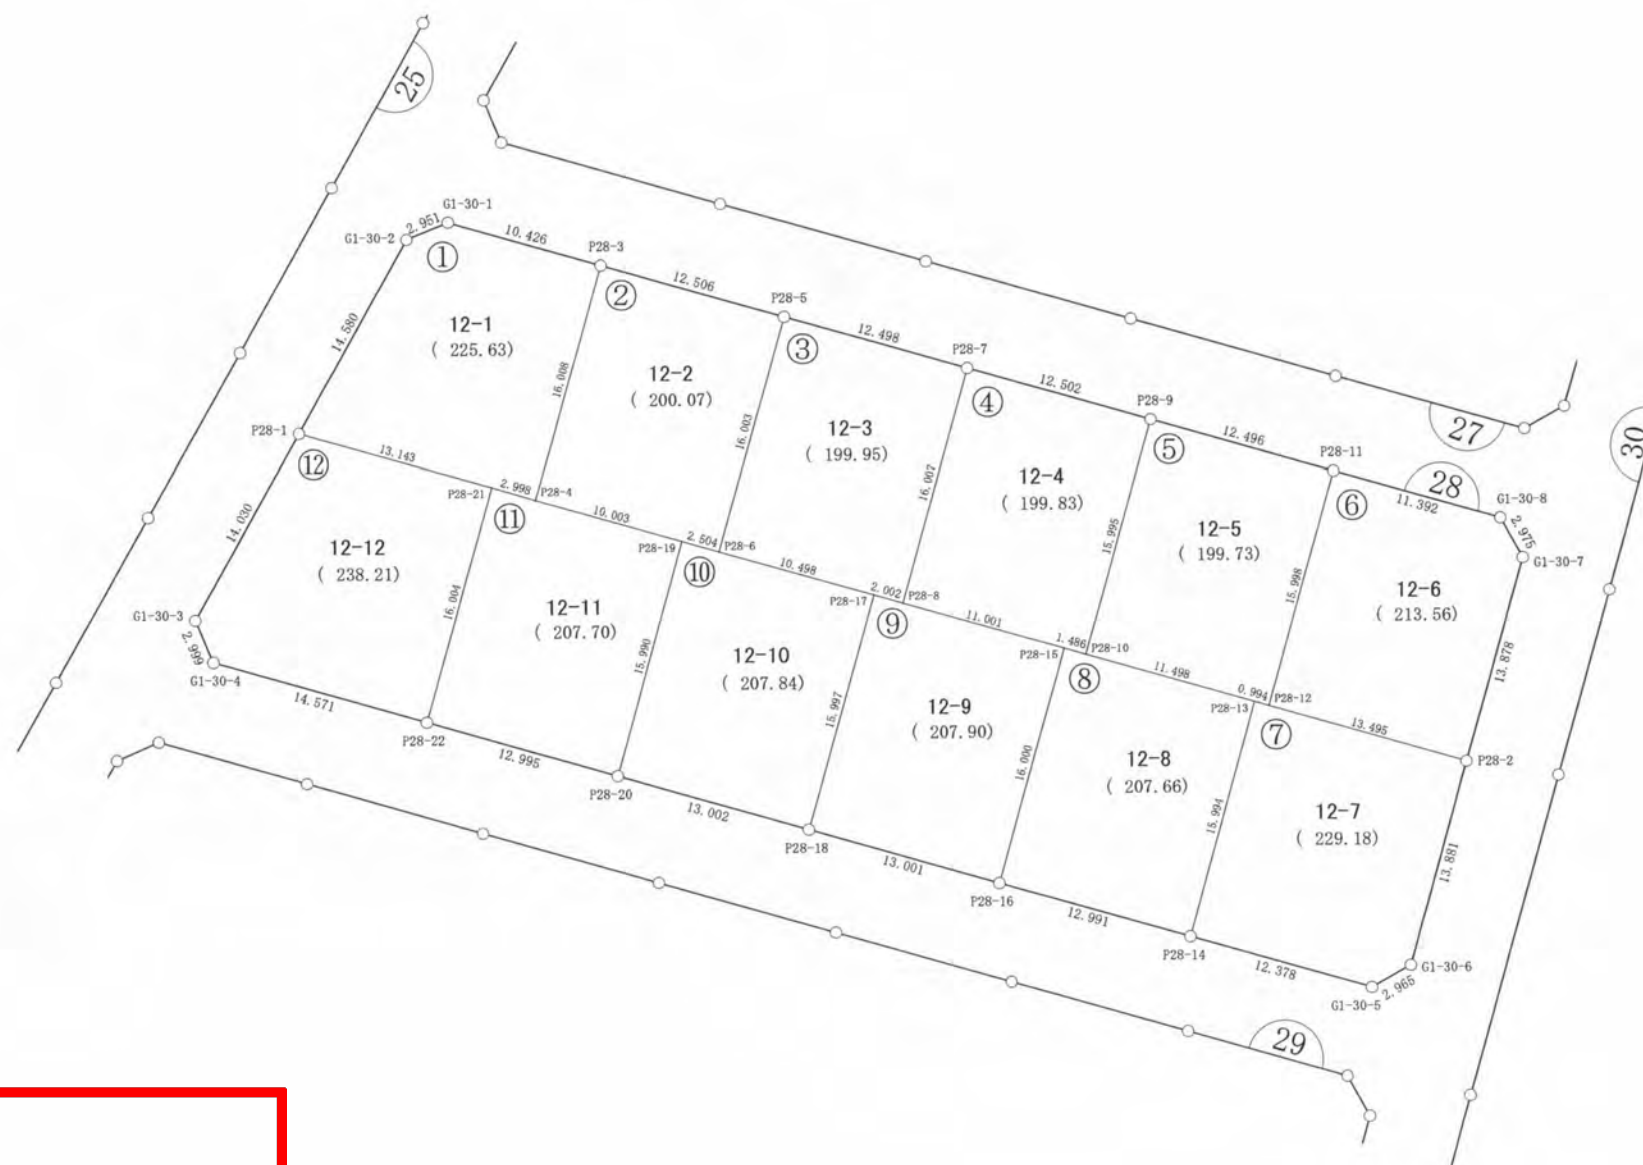 25
G1-30-1
2.951
G1-30-2
①
10.426
P28-3
②
12.506
P28-5
③
12.498
P28-7
④
12.502
P28-9
⑤
12.496
P28-11
⑥
27
28
30
11.392
G1-30-8
2.975
G1-30-7
14.580
12-1
( 225.63)
16.008
12-2
( 200.07)
16.003
12-3
( 199.95)
16.007
12-4
( 199.83)
15.995
12-5
( 199.73)
15.998
12-6
( 213.56)
13.878
P28-1
⑫
13.143
P28-21
2.998
P28-4
⑪
10.003
P28-19
2.504
P28-6
⑩
10.498
P28-17
2.002
P28-8
⑨
11.001
P28-15
1.486
P28-10
⑧
11.498
P28-13
0.994
P28-12
⑦
13.495
P28-2
14.030
12-12
( 238.21)
16.004
12-11
( 207.70)
15.990
12-10
( 207.84)
15.997
12-9
( 207.90)
16.000
12-8
( 207.66)
15.994
12-7
( 229.18)
13.881
G1-30-3
2.999
G1-30-4
14.571
P28-22
12.995
P28-20
13.002
P28-18
13.001
P28-16
12.991
P28-14
12.378
G1-30-5
2.965
G1-30-6
29